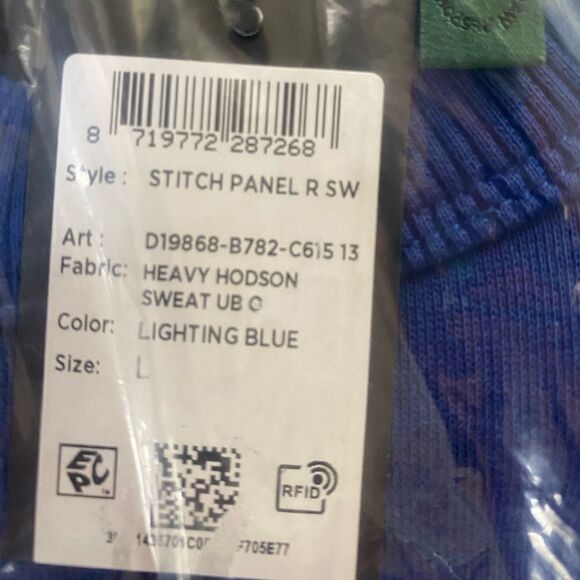 8 719772 287268
Style : STITCH PANEL R SW
Art : D19868-B782-C615 13
Fabric: HEAVY HODSON
SWEAT UB O
Color: LIGHTING BLUE
Size: L
EPC
RFID